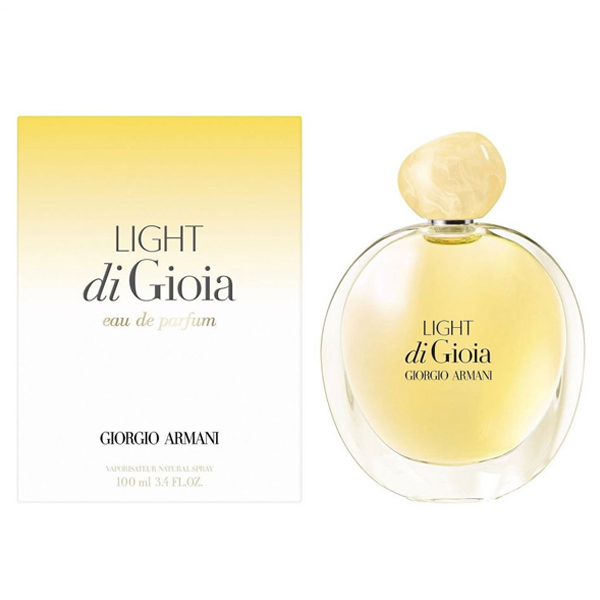 LIGHT
di Gioia
eau de parfum
GIORGIO ARMANI
VAPORISATEUR NATURAL SPRAY
100 ml 3.4 FL.OZ.
LIGHT
di Gioia
GIORGIO ARMANI